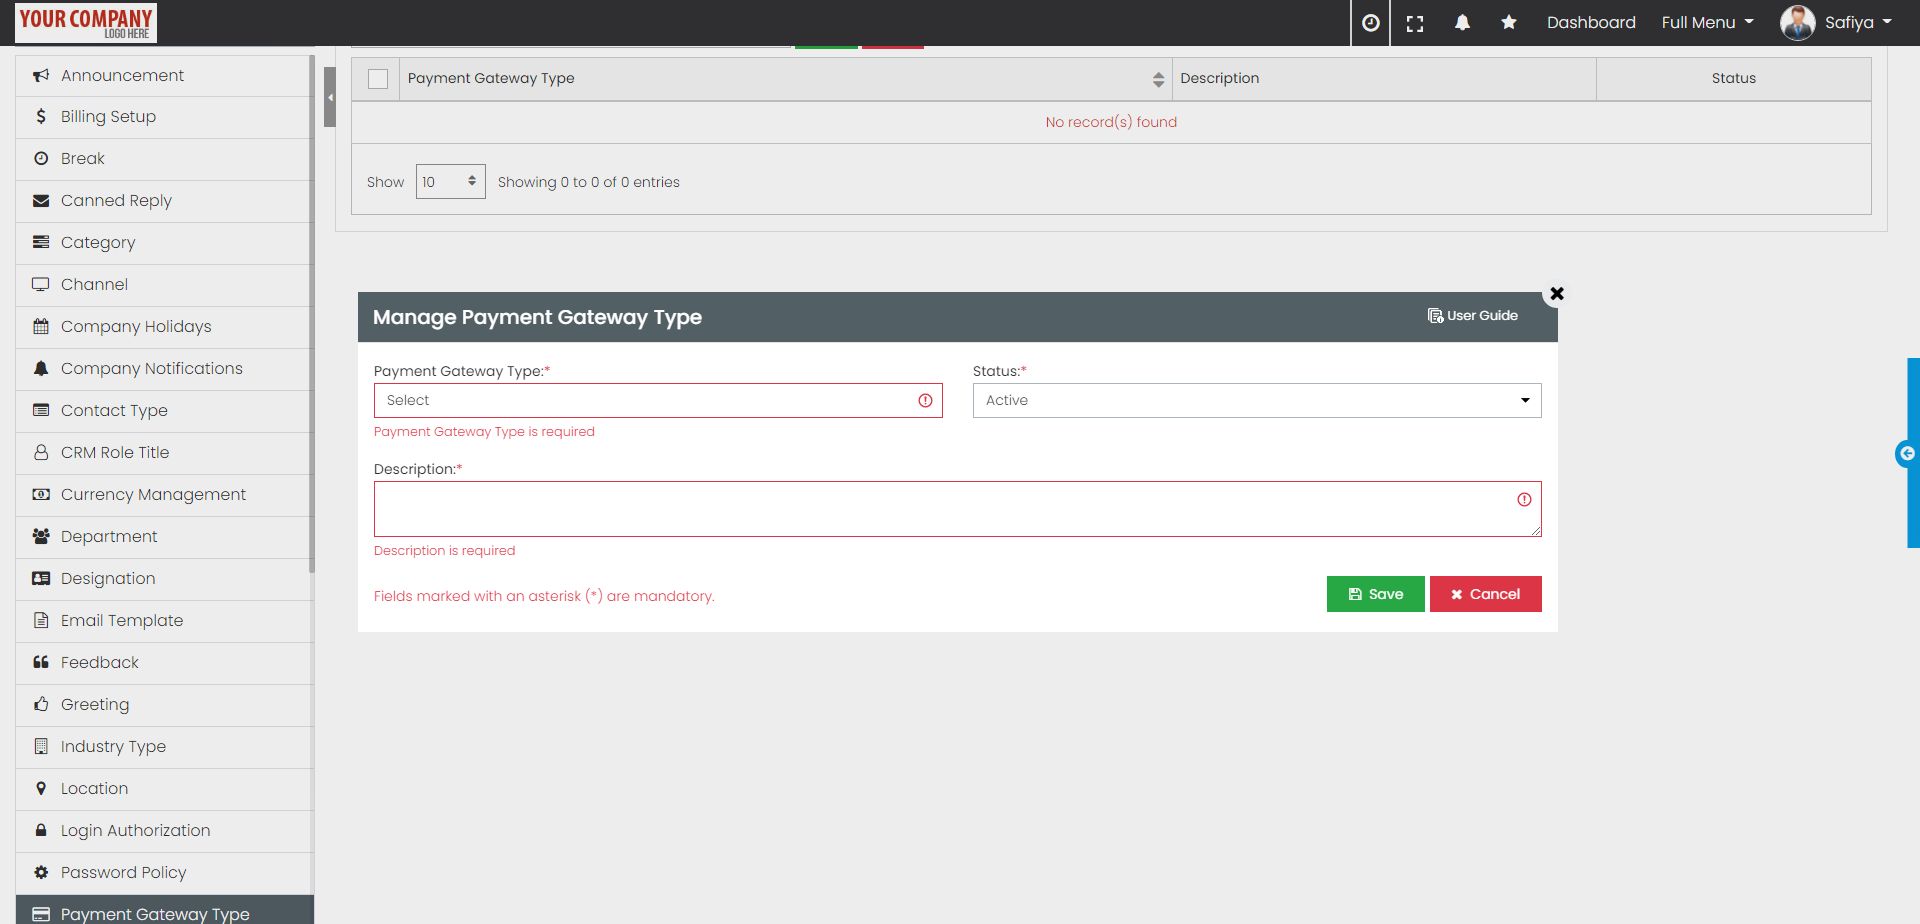 YOUR COMPANY
LOGO HERE
Dashboard
Full Menu
Safiya
Announcement
Billing Setup
Break
Canned Reply
Category
Channel
Company Holidays
Company Notifications
Contact Type
CRM Role Title
Currency Management
Department
Designation
Email Template
Feedback
Greeting
Industry Type
Location
Login Authorization
Password Policy
Payment Gateway Type
Payment Gateway Type Description Status
No record(s) found
Show 10 Showing 0 to 0 of 0 entries
Manage Payment Gateway Type
User Guide
Payment Gateway Type:* Status:*
Select Active
Payment Gateway Type is required
Description:*
Description is required
Fields marked with an asterisk (*) are mandatory.
Save Cancel